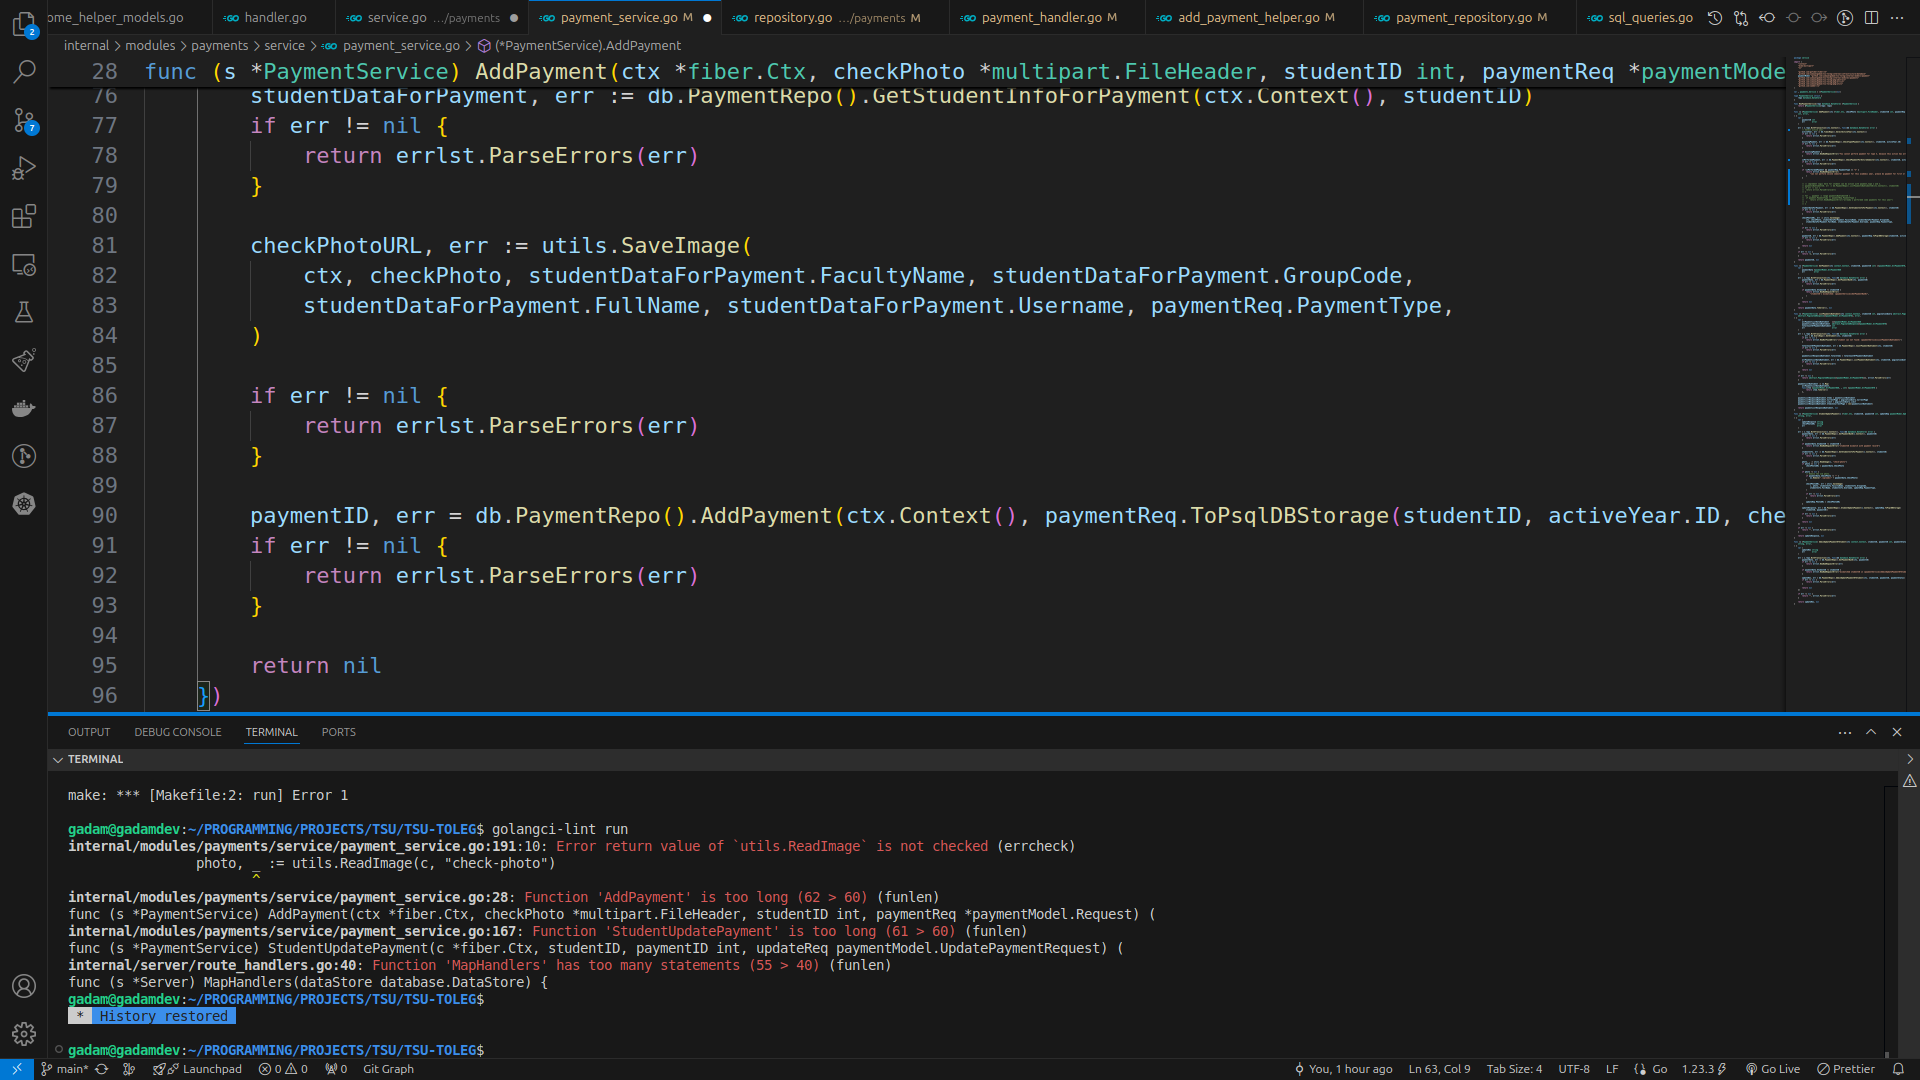 ome_helper_models.go handler.go service.go .../payments payment_service.go M repository.go .../payments M payment_handler.go M add_payment_helper.go M payment_repository.go M sql_queries.go
internal > modules > payments > service > payment_service.go > (*PaymentService).AddPayment
28 func (s *PaymentService) AddPayment(ctx *fiber.Ctx, checkPhoto *multipart.FileHeader, studentID int, paymentReq *paymentMode
76 studentDataForPayment, err := db.PaymentRepo().GetStudentInfoForPayment(ctx.Context(), studentID)
77 if err != nil {
78 return errlst.ParseErrors(err)
79 }
80
81 checkPhotoURL, err := utils.SaveImage(
82 ctx, checkPhoto, studentDataForPayment.FacultyName, studentDataForPayment.GroupCode,
83 studentDataForPayment.FullName, studentDataForPayment.Username, paymentReq.PaymentType,
84 )
85
86 if err != nil {
87 return errlst.ParseErrors(err)
88 }
89
90 paymentID, err = db.PaymentRepo().AddPayment(ctx.Context(), paymentReq.ToPsqlDBStorage(studentID, activeYear.ID, che
91 if err != nil {
92 return errlst.ParseErrors(err)
93 }
94
95 return nil
96 })
2
7
OUTPUT DEBUG CONSOLE TERMINAL PORTS
TERMINAL
make: *** [Makefile:2: run] Error 1
gadam@gadamdev:~/PROGRAMMING/PROJECTS/TSU/TSU-TOLEG$ golangci-lint run
internal/modules/payments/service/payment_service.go:191:10: Error return value of `utils.ReadImage` is not checked (errcheck)
photo, _ := utils.ReadImage(c, "check-photo")
^
internal/modules/payments/service/payment_service.go:28: Function 'AddPayment' is too long (62 > 60) (funlen)
func (s *PaymentService) AddPayment(ctx *fiber.Ctx, checkPhoto *multipart.FileHeader, studentID int, paymentReq *paymentModel.Request) (
internal/modules/payments/service/payment_service.go:167: Function 'StudentUpdatePayment' is too long (61 > 60) (funlen)
func (s *PaymentService) StudentUpdatePayment(c *fiber.Ctx, studentID, paymentID int, updateReq paymentModel.UpdatePaymentRequest) (
internal/server/route_handlers.go:40: Function 'MapHandlers' has too many statements (55 > 40) (funlen)
func (s *Server) MapHandlers(dataStore database.DataStore) {
gadam@gadamdev:~/PROGRAMMING/PROJECTS/TSU/TSU-TOLEG$
* History restored
gadam@gadamdev:~/PROGRAMMING/PROJECTS/TSU/TSU-TOLEG$
main* Launchpad 0 0 0 Git Graph You, 1 hour ago Ln 63, Col 9 Tab Size: 4 UTF-8 LF Go 1.23.3 Go Live Prettier